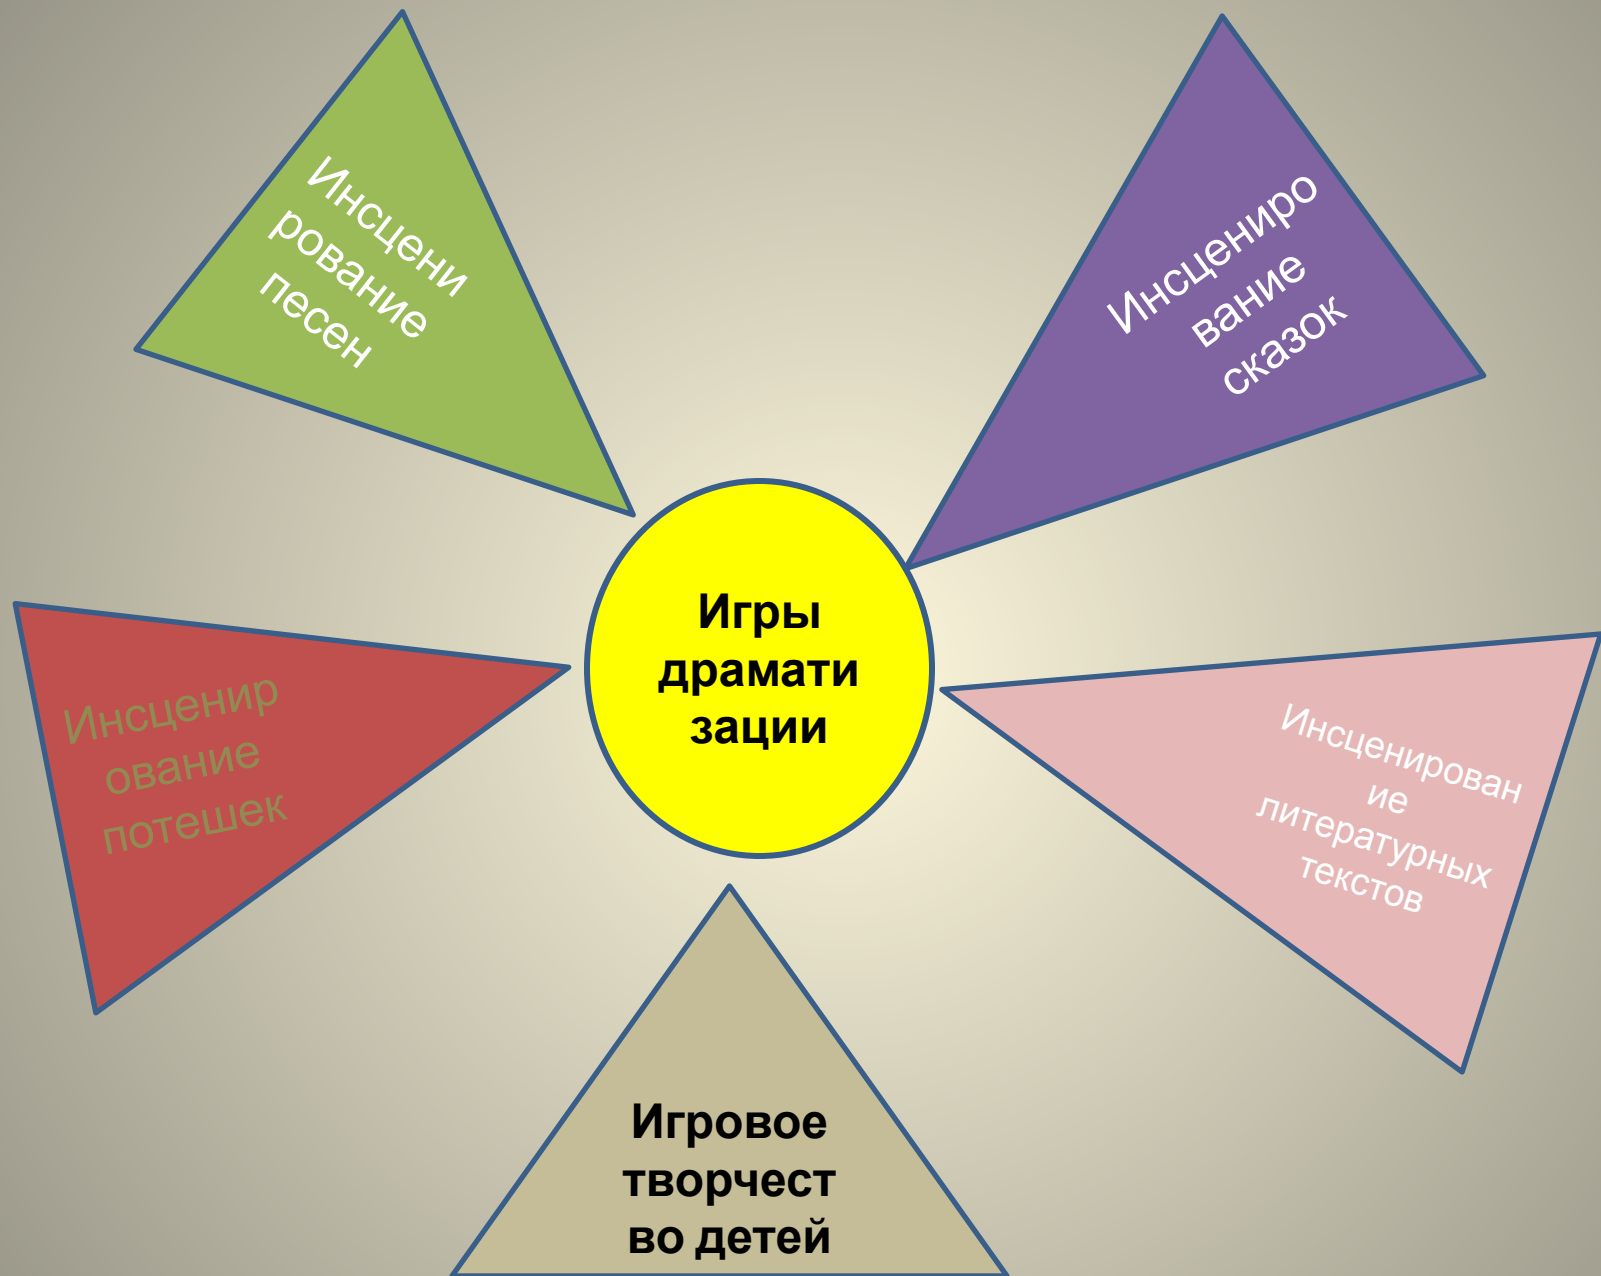 Инсцени
рование
песен
Инсцениро
вание
сказок
Игры
драмати
зации
Инсценир
ование
потешек
Инсценирован
ие
литературных
текстов
Игровое
творчест
во детей